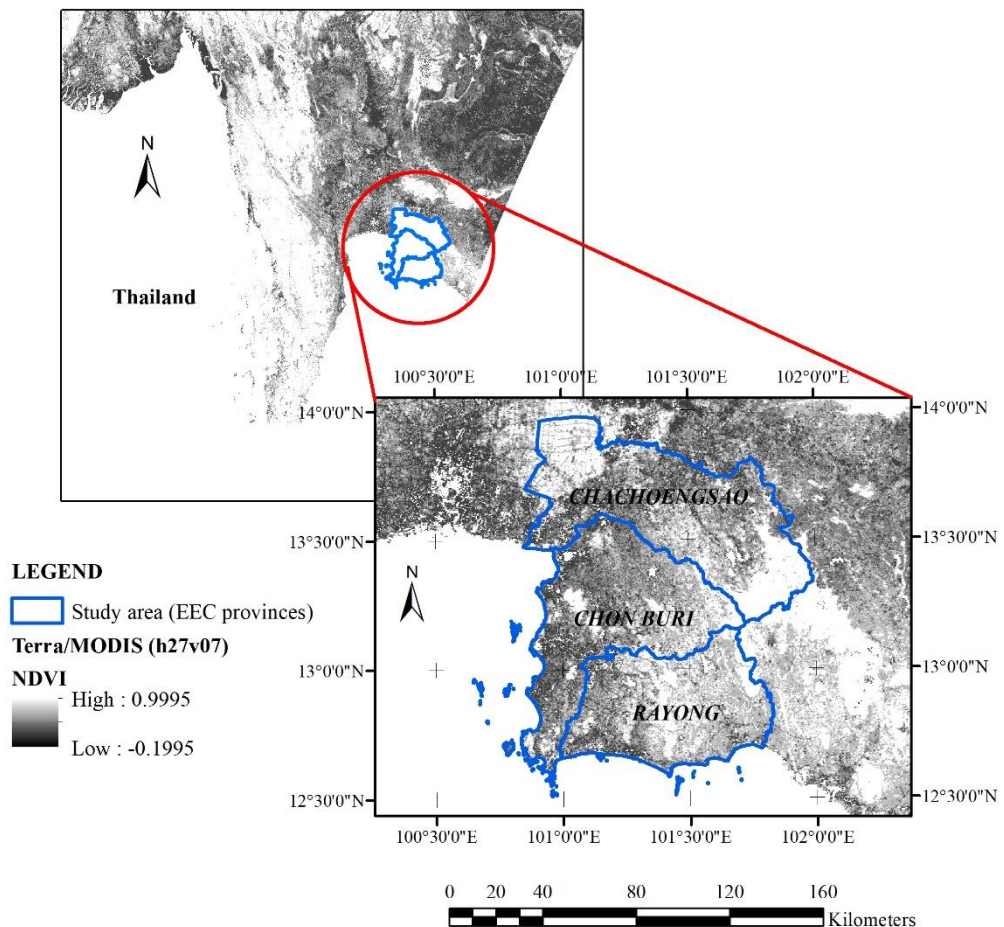 N
Thailand
100°30'0"E 101°0'0"E 101°30'0"E 102°0'0"E
14°0'0"N 14°0'0"N
CHACHOENGSAO
13°30'0"N 13°30'0"N
LEGEND
Study area (EEC provinces)
Terra/MODIS (h27v07)
NDVI
High : 0.9995
Low : -0.1995
N
CHON BURI
13°0'0"N 13°0'0"N
RAYONG
12°30'0"N 12°30'0"N
100°30'0"E 101°0'0"E 101°30'0"E 102°0'0"E
0 20 40 80 120 160
Kilometers